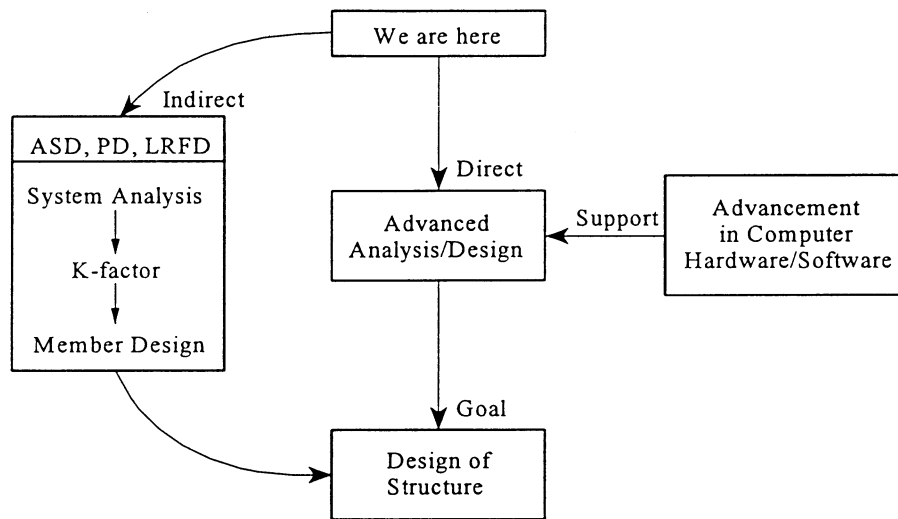 We are here
Indirect
ASD, PD, LRFD
System Analysis
K-factor
Member Design
Direct
Advanced
Analysis/Design
Support
Advancement
in Computer
Hardware/Software
Goal
Design of
Structure